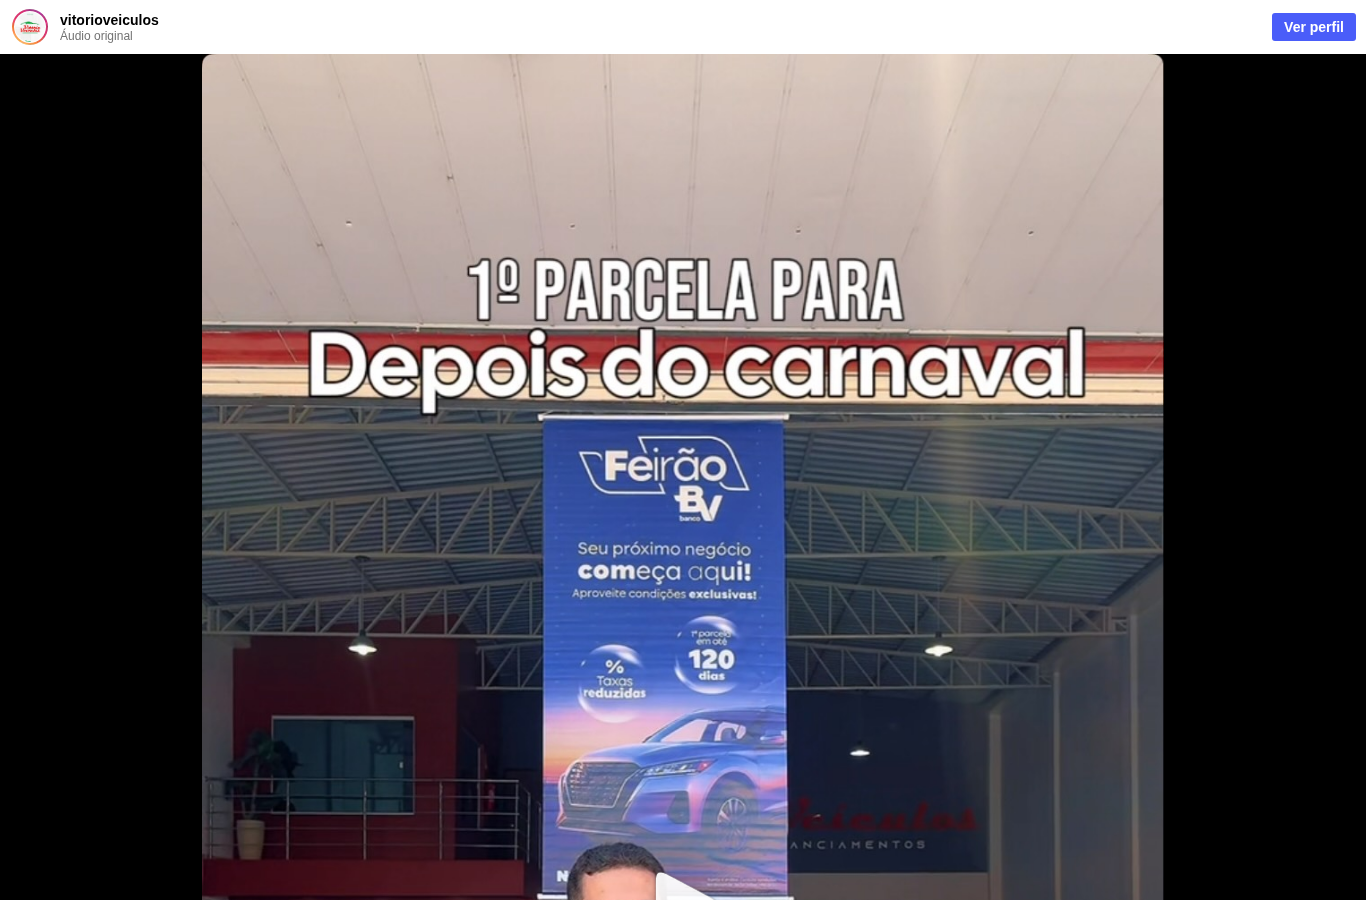 vitorioveiculos
Áudio original
Ver perfil
1º PARCELA PARA
Depois do carnaval
Feirão
BV
banco
Seu próximo negócio
começa aqui!
Aproveite condições exclusivas!
1ª parcela
em até
120
dias
%
Taxas
reduzidas
Veículos
ANCIAMENTOS
N